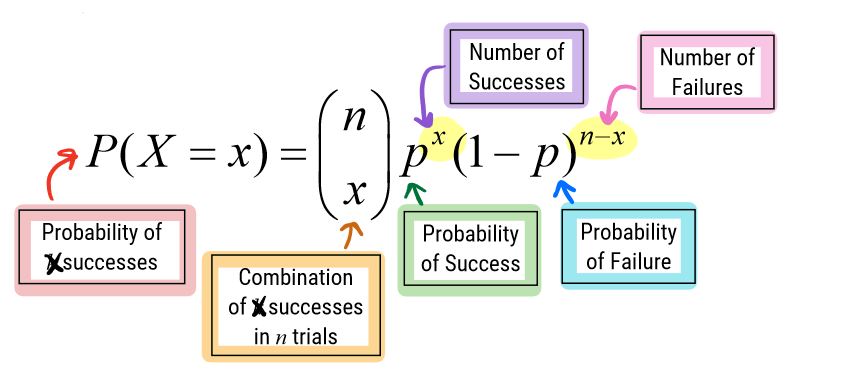 Number of
Successes
Number of
Failures
P(X = x) = (n x) p^x (1 − p)^{n−x}
Probability of
X successes
Combination
of X successes
in n trials
Probability
of Success
Probability
of Failure